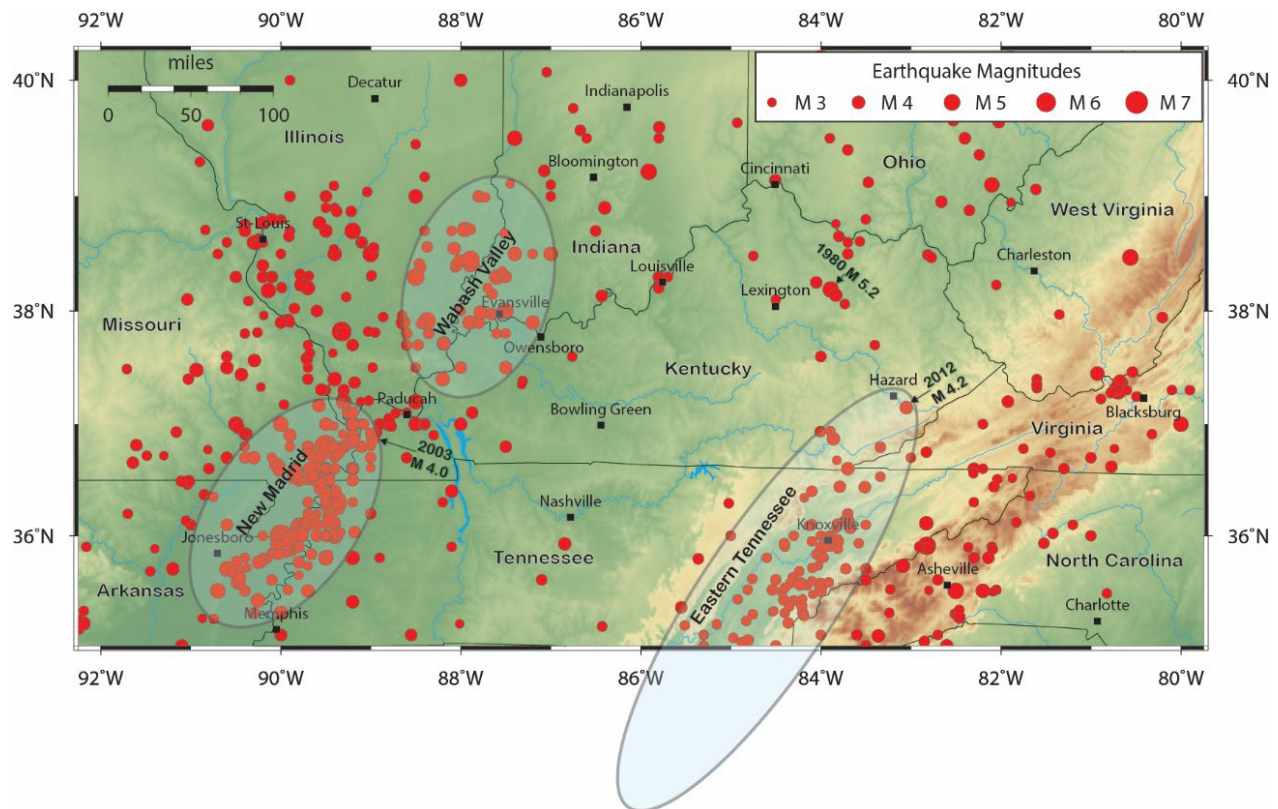 92°W 90°W 88°W 86°W 84°W 82°W 80°W
40°N
40°N
miles
0 50 100
Earthquake Magnitudes
M 3 M 4 M 5 M 6 M 7
Decatur
Indianapolis
Illinois
Bloomington
Cincinnati
Ohio
West Virginia
St-Louis
Wabash Valley
Indiana
Louisville
1980 M 5.2
Charleston
Lexington
38°N
38°N
Missouri
Evansville
Owensboro
Kentucky
Hazard
2012
M 4.2
Paducah
Bowling Green
Blacksburg
Virginia
2003
M 4.0
New Madrid
Nashville
36°N
36°N
Jonesboro
Knoxville
Tennessee
Eastern Tennessee
North Carolina
Asheville
Arkansas
Memphis
Charlotte
92°W 90°W 88°W 86°W 84°W 82°W 80°W